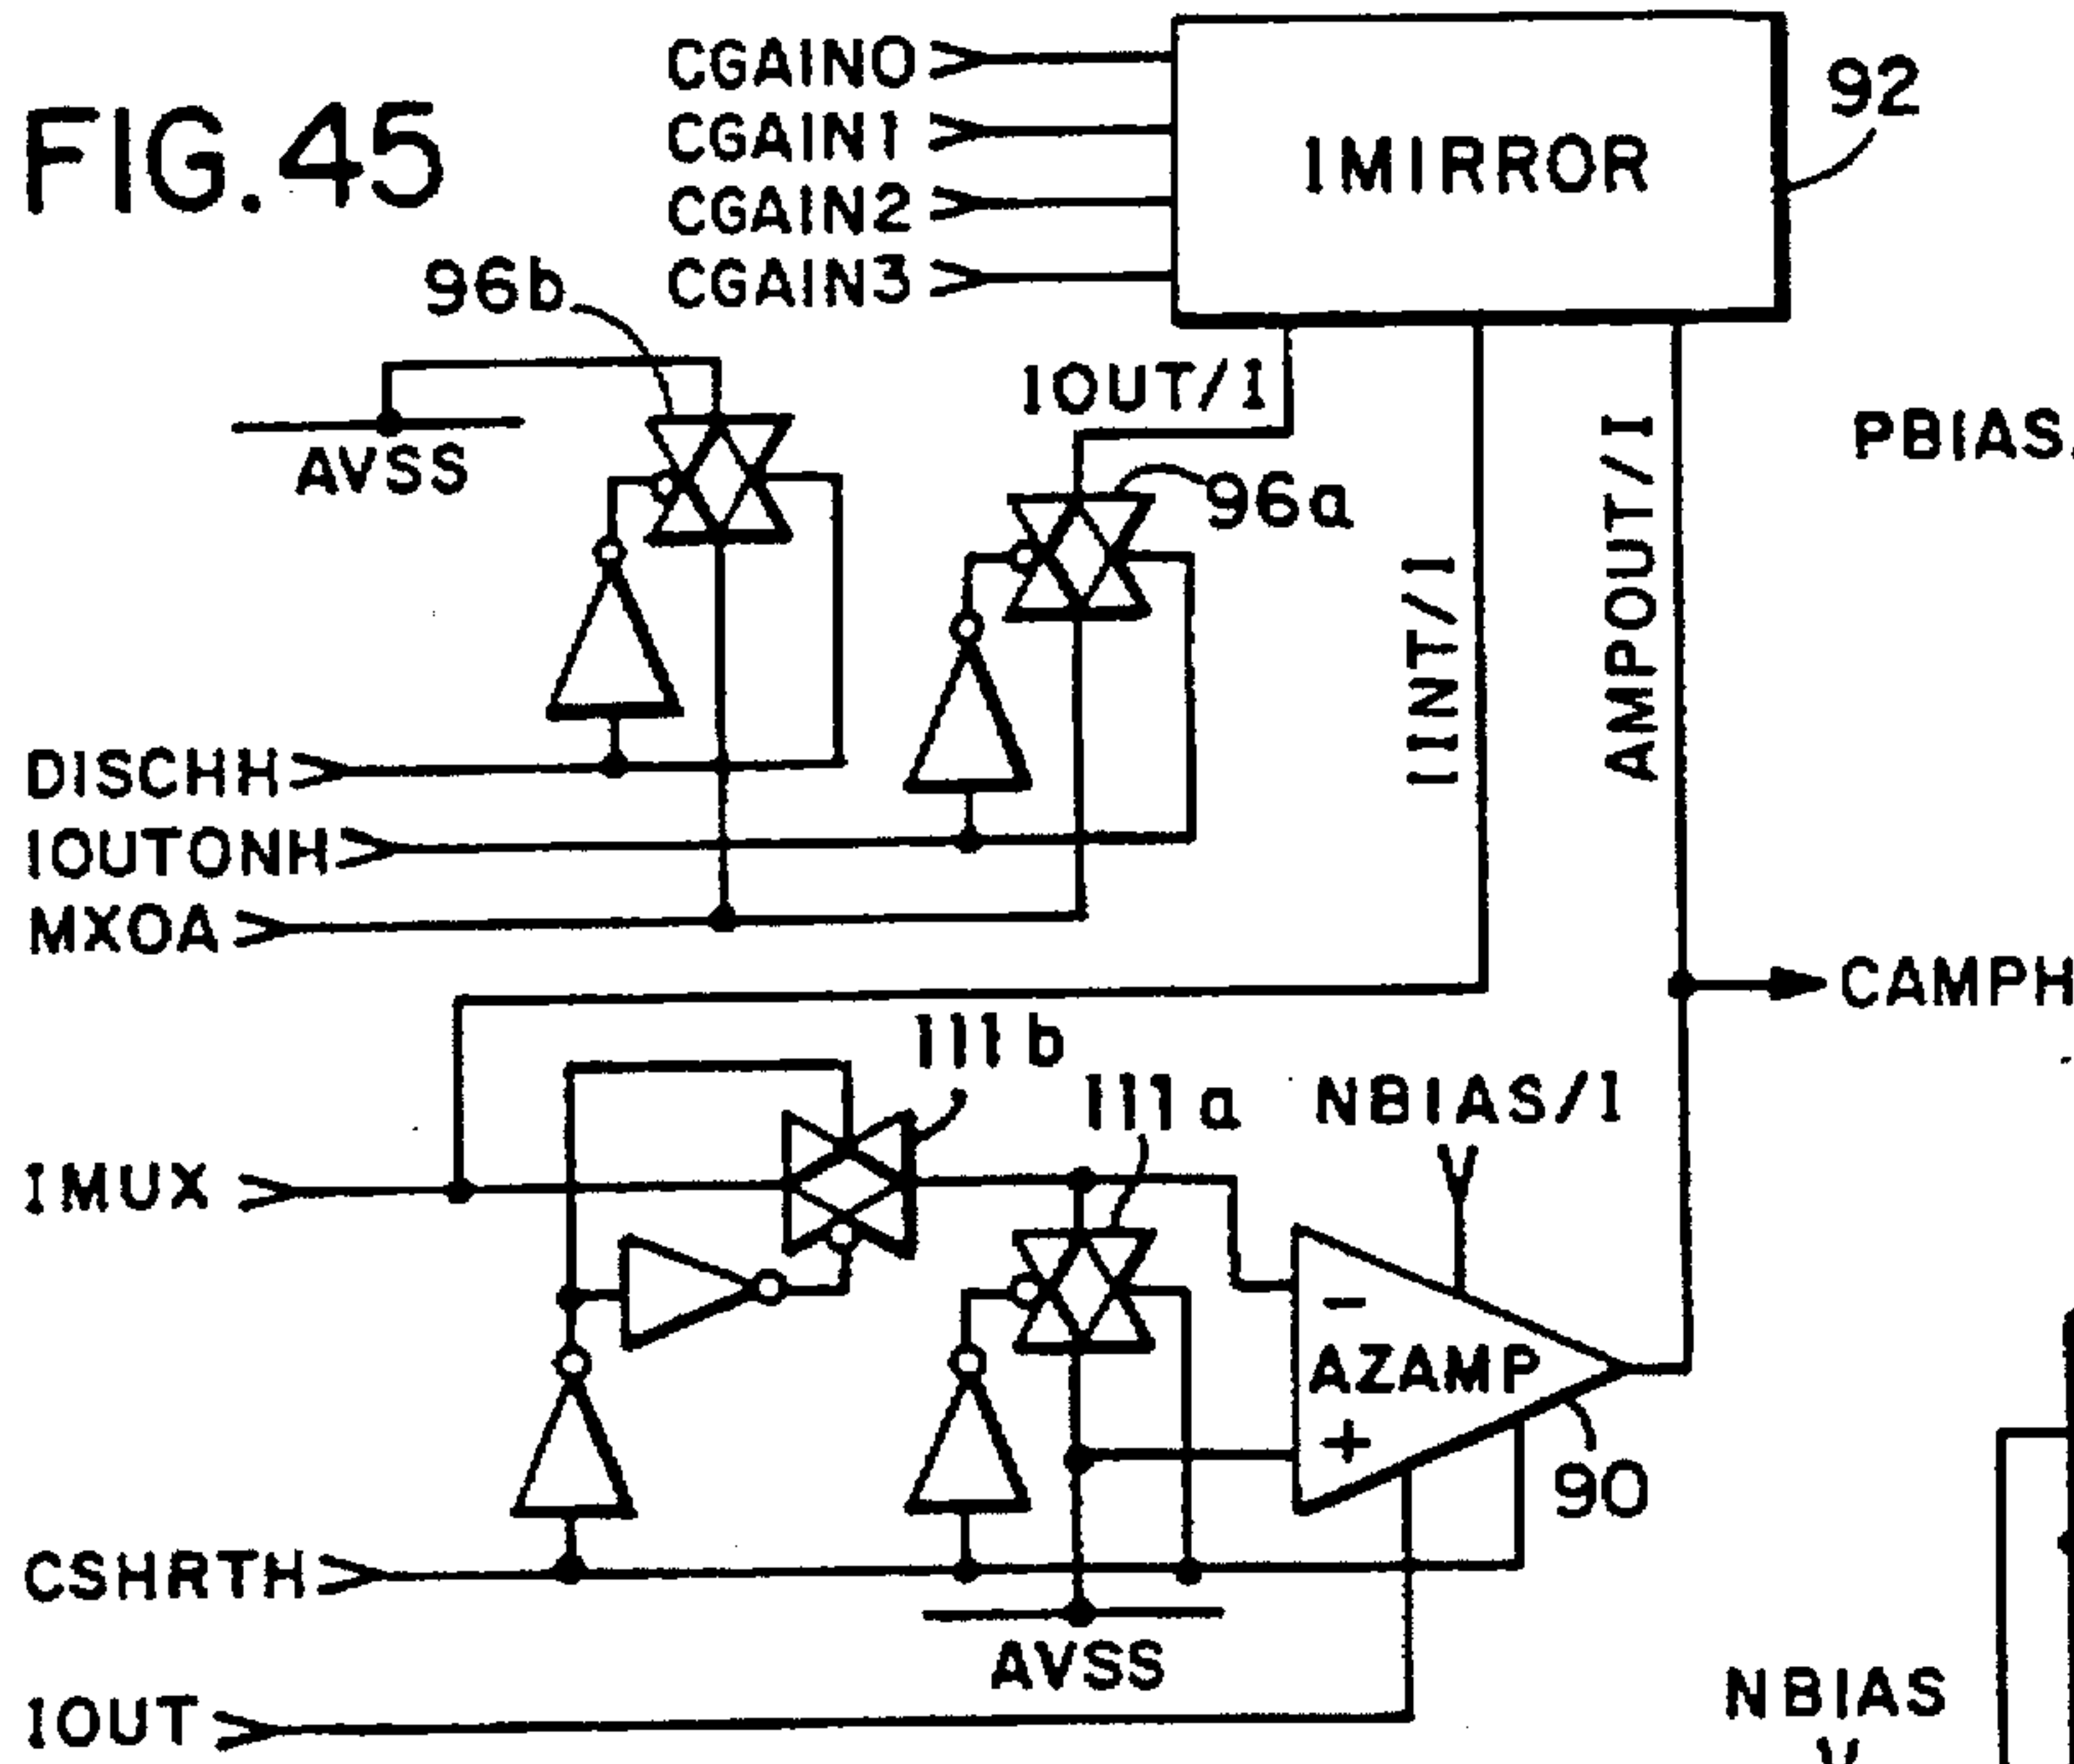 FIG. 45
CGAIN0
CGAIN1
CGAIN2
CGAIN3
IMIRROR
92
96b
AVSS
IOUT/I
96a
IINT/I
AMPOUT/I
PBIAS
DISCHH
IOUTONH
MXOA
CAMPH
111b
111a
NBIAS/I
IMUX
-
AZAMP
+
90
CSHRTH
AVSS
IOUT
NBIAS